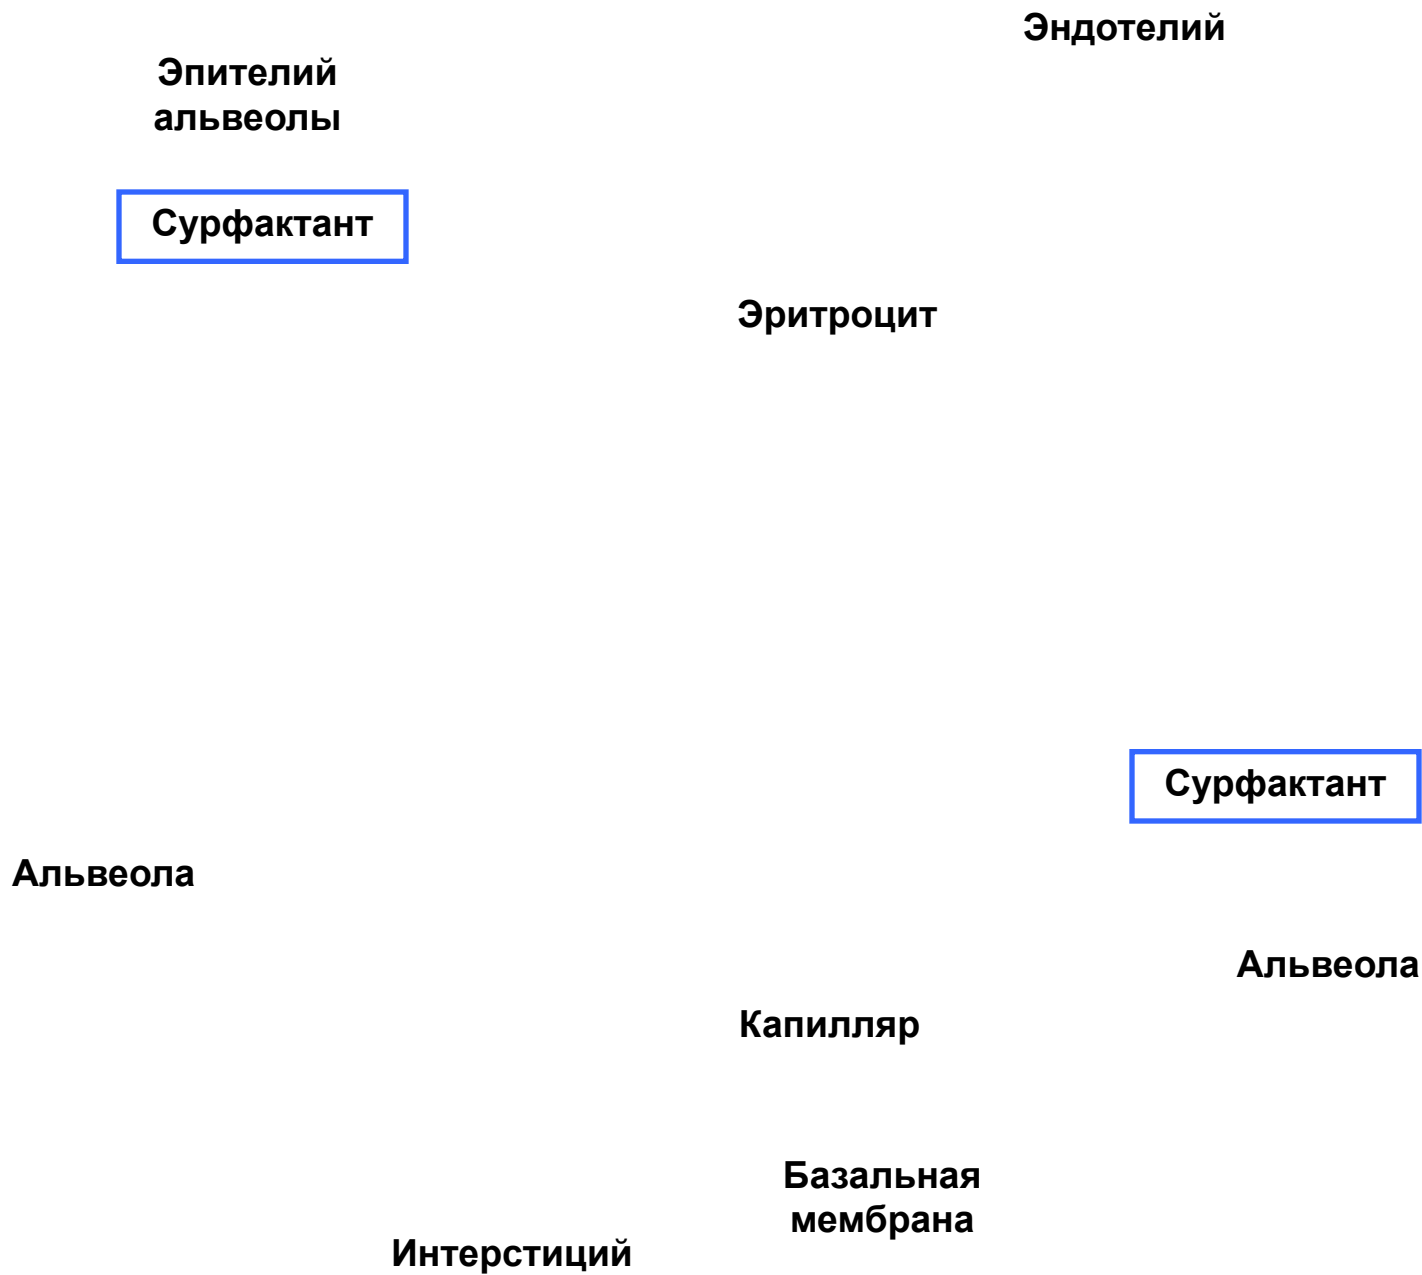 Эндотелий
Эпителий
альвеолы
Сурфактант
Эритроцит
Сурфактант
Альвеола
Альвеола
Капилляр
Базальная
мембрана
Интерстиций